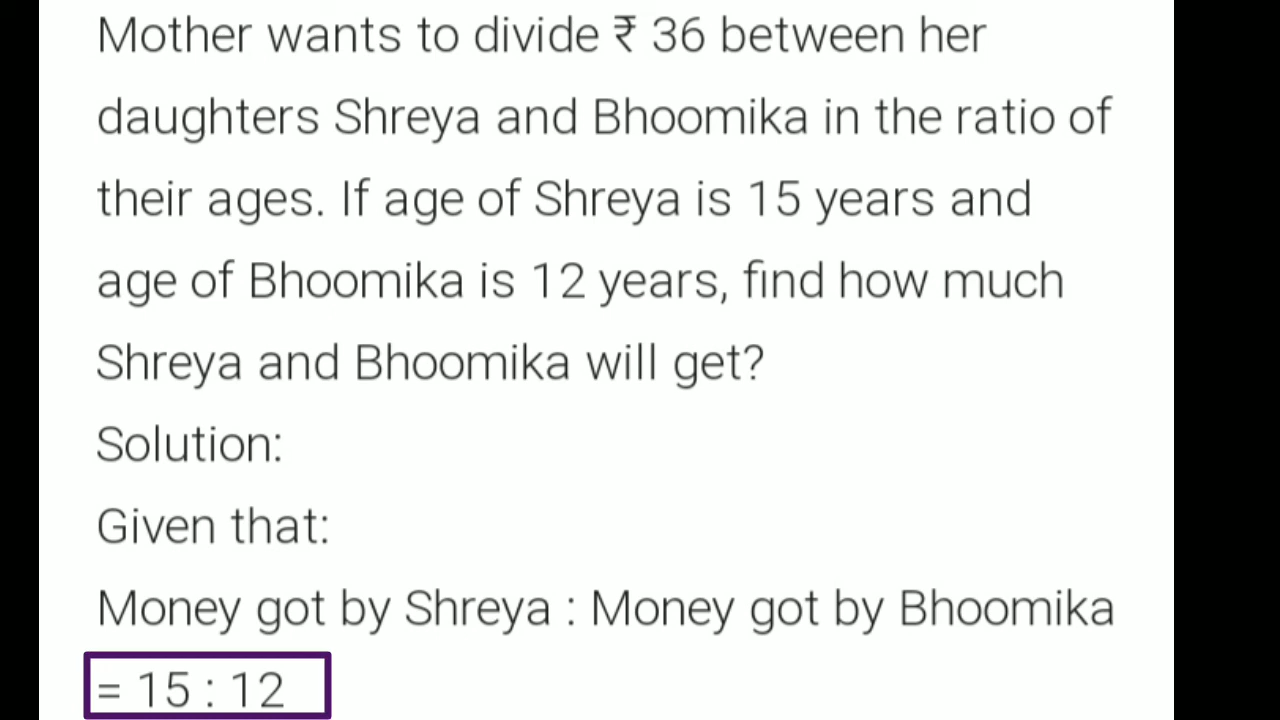 Mother wants to divide ₹ 36 between her
daughters Shreya and Bhoomika in the ratio of
their ages. If age of Shreya is 15 years and
age of Bhoomika is 12 years, find how much
Shreya and Bhoomika will get?
Solution:
Given that:
Money got by Shreya : Money got by Bhoomika
= 15 : 12